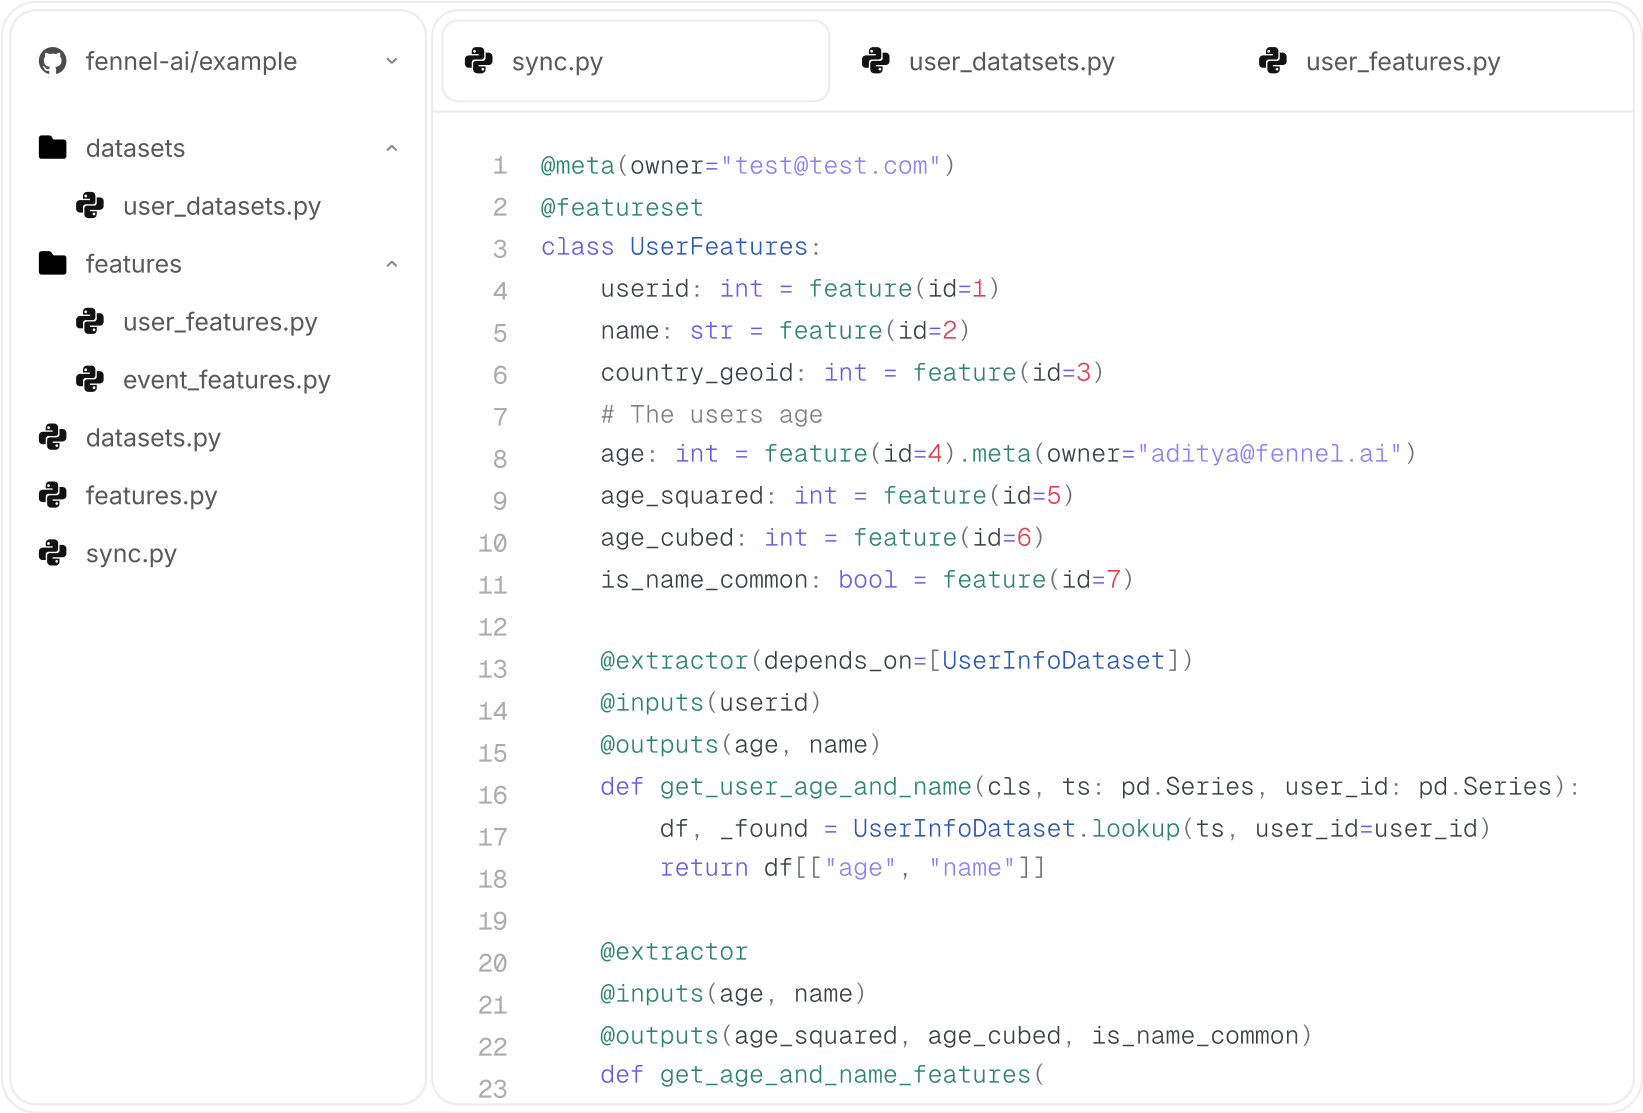 fennel-ai/example
datasets
user_datasets.py
features
user_features.py
event_features.py
datasets.py
features.py
sync.py
sync.py
user_datatsets.py
user_features.py
1 @meta(owner="test@test.com")
2 @featureset
3 class UserFeatures:
4     userid: int = feature(id=1)
5     name: str = feature(id=2)
6     country_geoid: int = feature(id=3)
7     # The users age
8     age: int = feature(id=4).meta(owner="aditya@fennel.ai")
9     age_squared: int = feature(id=5)
10     age_cubed: int = feature(id=6)
11     is_name_common: bool = feature(id=7)
12
13     @extractor(depends_on=[UserInfoDataset])
14     @inputs(userid)
15     @outputs(age, name)
16     def get_user_age_and_name(cls, ts: pd.Series, user_id: pd.Series):
17         df, _found = UserInfoDataset.lookup(ts, user_id=user_id)
18         return df[["age", "name"]]
19
20     @extractor
21     @inputs(age, name)
22     @outputs(age_squared, age_cubed, is_name_common)
23     def get_age_and_name_features(